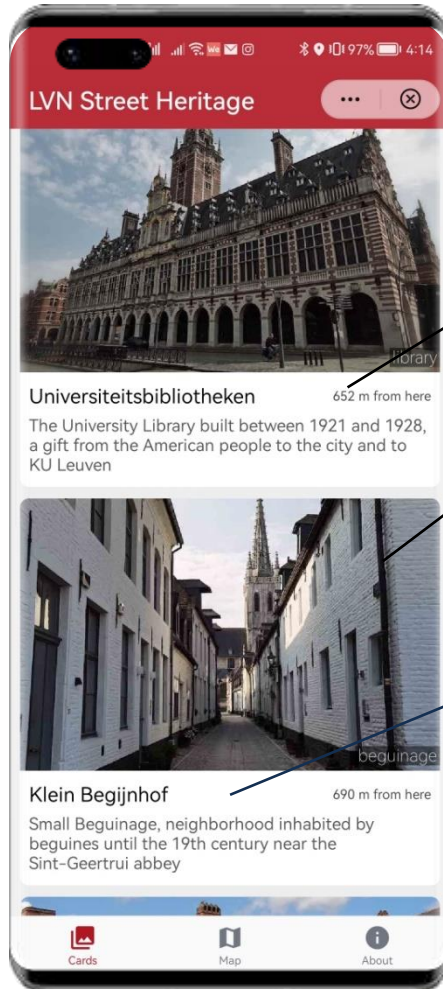 97% 4:14
LVN Street Heritage
library
Universiteitsbibliotheken
652 m from here
The University Library built between 1921 and 1928,
a gift from the American people to the city and to
KU Leuven
beguinage
Klein Begijnhof
690 m from here
Small Beguinage, neighborhood inhabited by
beguines until the 19th century near the
Sint-Geertrui abbey
Cards
Map
About